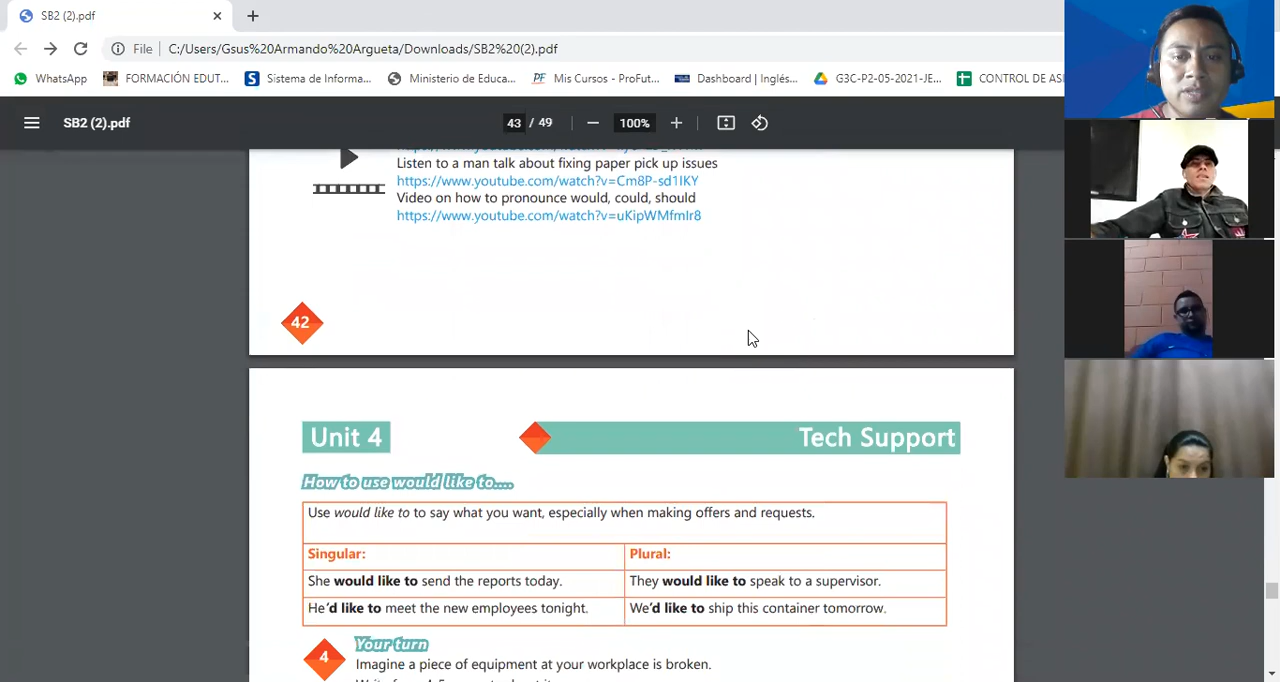 SB2 (2).pdf
File
C:/Users/Gsus%20Armando%20Argueta/Downloads/SB2%20(2).pdf
WhatsApp
FORMACIÓN EDUT...
Sistema de Informa...
Ministerio de Educa...
Mis Cursos - ProFut...
Dashboard | Inglés...
G3C-P2-05-2021-JE...
CONTROL DE ASI
SB2 (2).pdf
43 / 49
100%
Listen to a man talk about fixing paper pick up issues
https://www.youtube.com/watch?v=Cm8P-sd1IKY
Video on how to pronounce would, could, should
https://www.youtube.com/watch?v=uKipWMfmIr8
42
Unit 4
Tech Support
How to use would like to....
Use would like to to say what you want, especially when making offers and requests.
Singular:
Plural:
She would like to send the reports today.
They would like to speak to a supervisor.
He'd like to meet the new employees tonight.
We'd like to ship this container tomorrow.
4
Your turn
Imagine a piece of equipment at your workplace is broken.